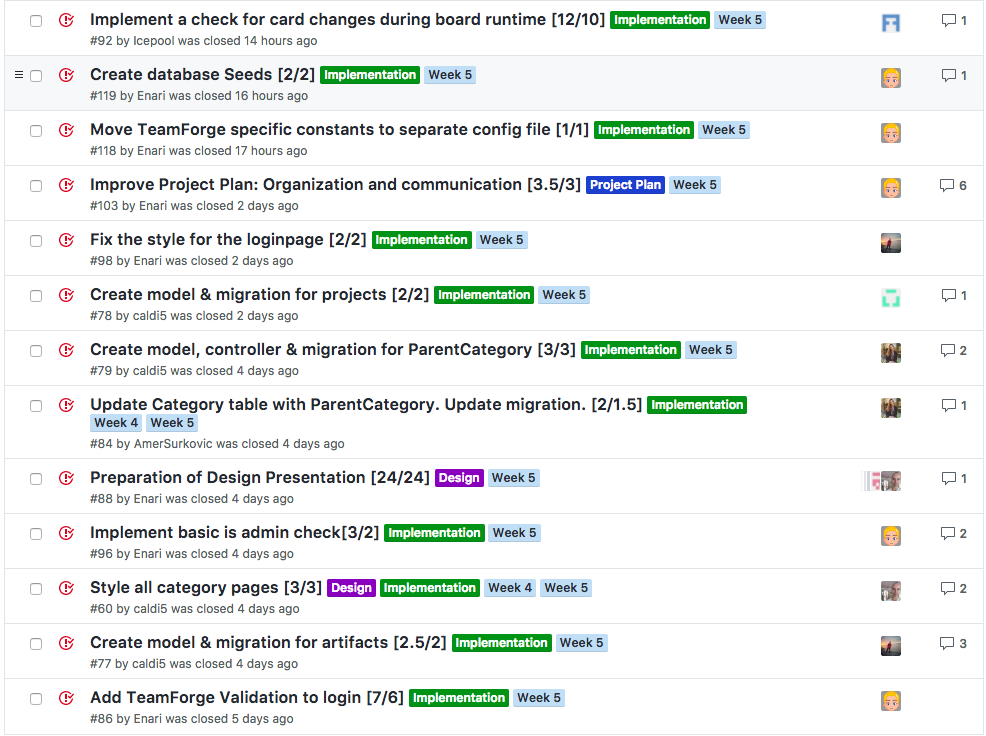 Implement a check for card changes during board runtime [12/10] Implementation Week 5 1
#92 by Icepool was closed 14 hours ago
Create database Seeds [2/2] Implementation Week 5 1
#119 by Enari was closed 16 hours ago
Move TeamForge specific constants to separate config file [1/1] Implementation Week 5
#118 by Enari was closed 17 hours ago
Improve Project Plan: Organization and communication [3.5/3] Project Plan Week 5 6
#103 by Enari was closed 2 days ago
Fix the style for the loginpage [2/2] Implementation Week 5
#98 by Enari was closed 2 days ago
Create model & migration for projects [2/2] Implementation Week 5 1
#78 by caldi5 was closed 2 days ago
Create model, controller & migration for ParentCategory [3/3] Implementation Week 5 2
#79 by caldi5 was closed 4 days ago
Update Category table with ParentCategory. Update migration. [2/1.5] Implementation 1
Week 4 Week 5
#84 by AmerSurkovic was closed 4 days ago
Preparation of Design Presentation [24/24] Design Week 5 1
#88 by Enari was closed 4 days ago
Implement basic is admin check[3/2] Implementation Week 5 2
#96 by Enari was closed 4 days ago
Style all category pages [3/3] Design Implementation Week 4 Week 5 2
#60 by caldi5 was closed 4 days ago
Create model & migration for artifacts [2.5/2] Implementation Week 5 3
#77 by caldi5 was closed 4 days ago
Add TeamForge Validation to login [7/6] Implementation Week 5
#86 by Enari was closed 5 days ago